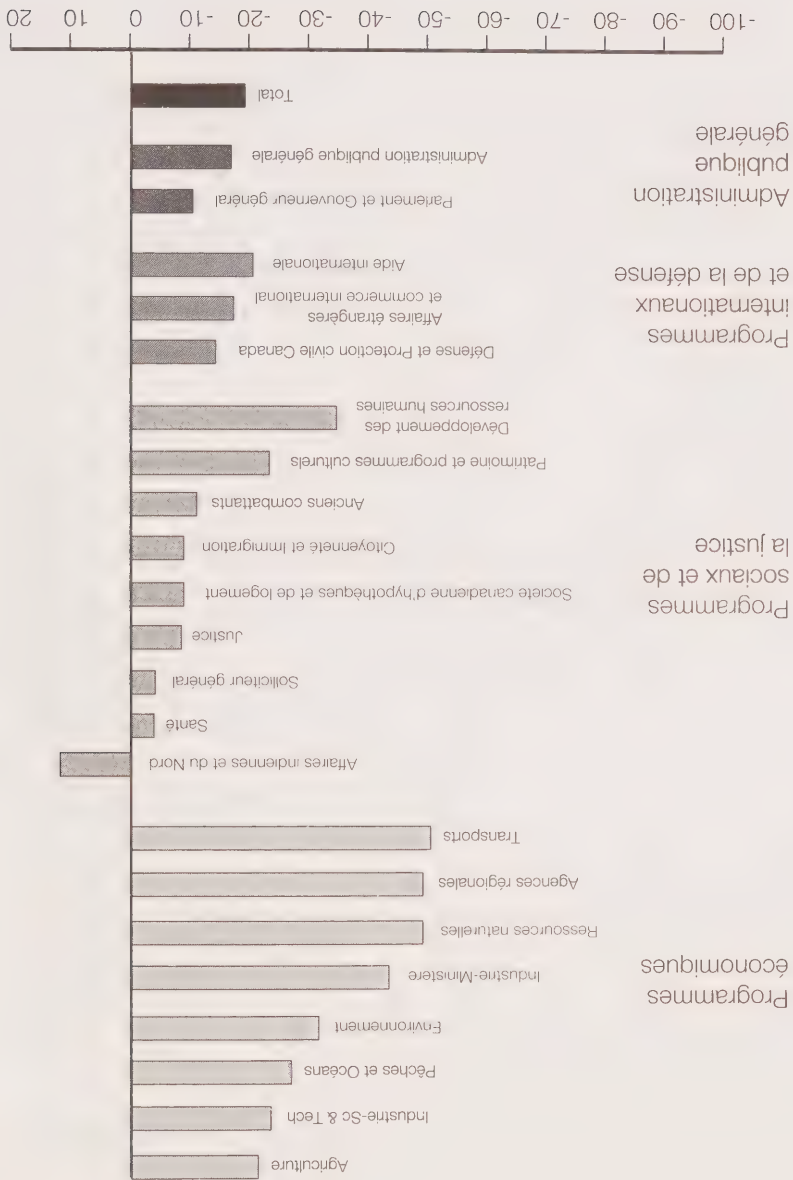 Programmes
économiques
Agriculture
Industrie-Sc & Tech
Pêches et Océans
Environnement
Industrie-Ministère
Ressources naturelles
Agences régionales
Transports
Programmes
sociaux et de
la justice
Affaires indiennes et du Nord
Santé
Solliciteur général
Justice
Société canadienne d'hypothèques et de logement
Citoyenneté et Immigration
Anciens combattants
Patrimoine et programmes culturels
Développement des
ressources humaines
Programmes
internationaux
et de la défense
Défense et Protection civile Canada
Affaires étrangères
et commerce international
Aide internationale
Administration
publique
générale
Parlement et Gouverneur général
Administration publique générale
Total
-100 -90 -80 -70 -60 -50 -40 -30 -20 -10 0 10 20